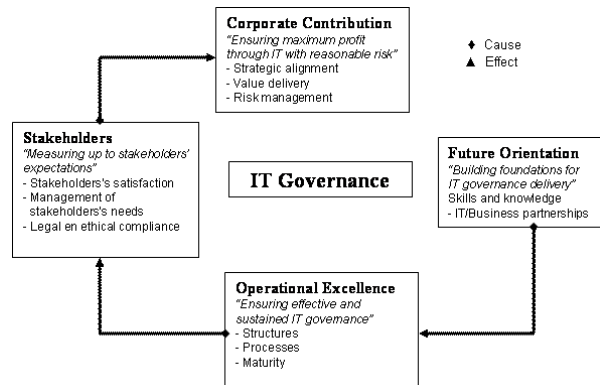 Corporate Contribution
"Ensuring maximum profit
through IT with reasonable risk"
- Strategic alignment
- Value delivery
- Risk management
Cause
Effect
Stakeholders
"Measuring up to stakeholders'
expectations"
- Stakeholders's satisfaction
- Management of
stakeholders's needs
- Legal en ethical compliance
IT Governance
Future Orientation
"Building foundations for
IT governance delivery"
Skills and knowledge
- IT/Business partnerships
Operational Excellence
"Ensuring effective and
sustained IT governance"
- Structures
- Processes
- Maturity